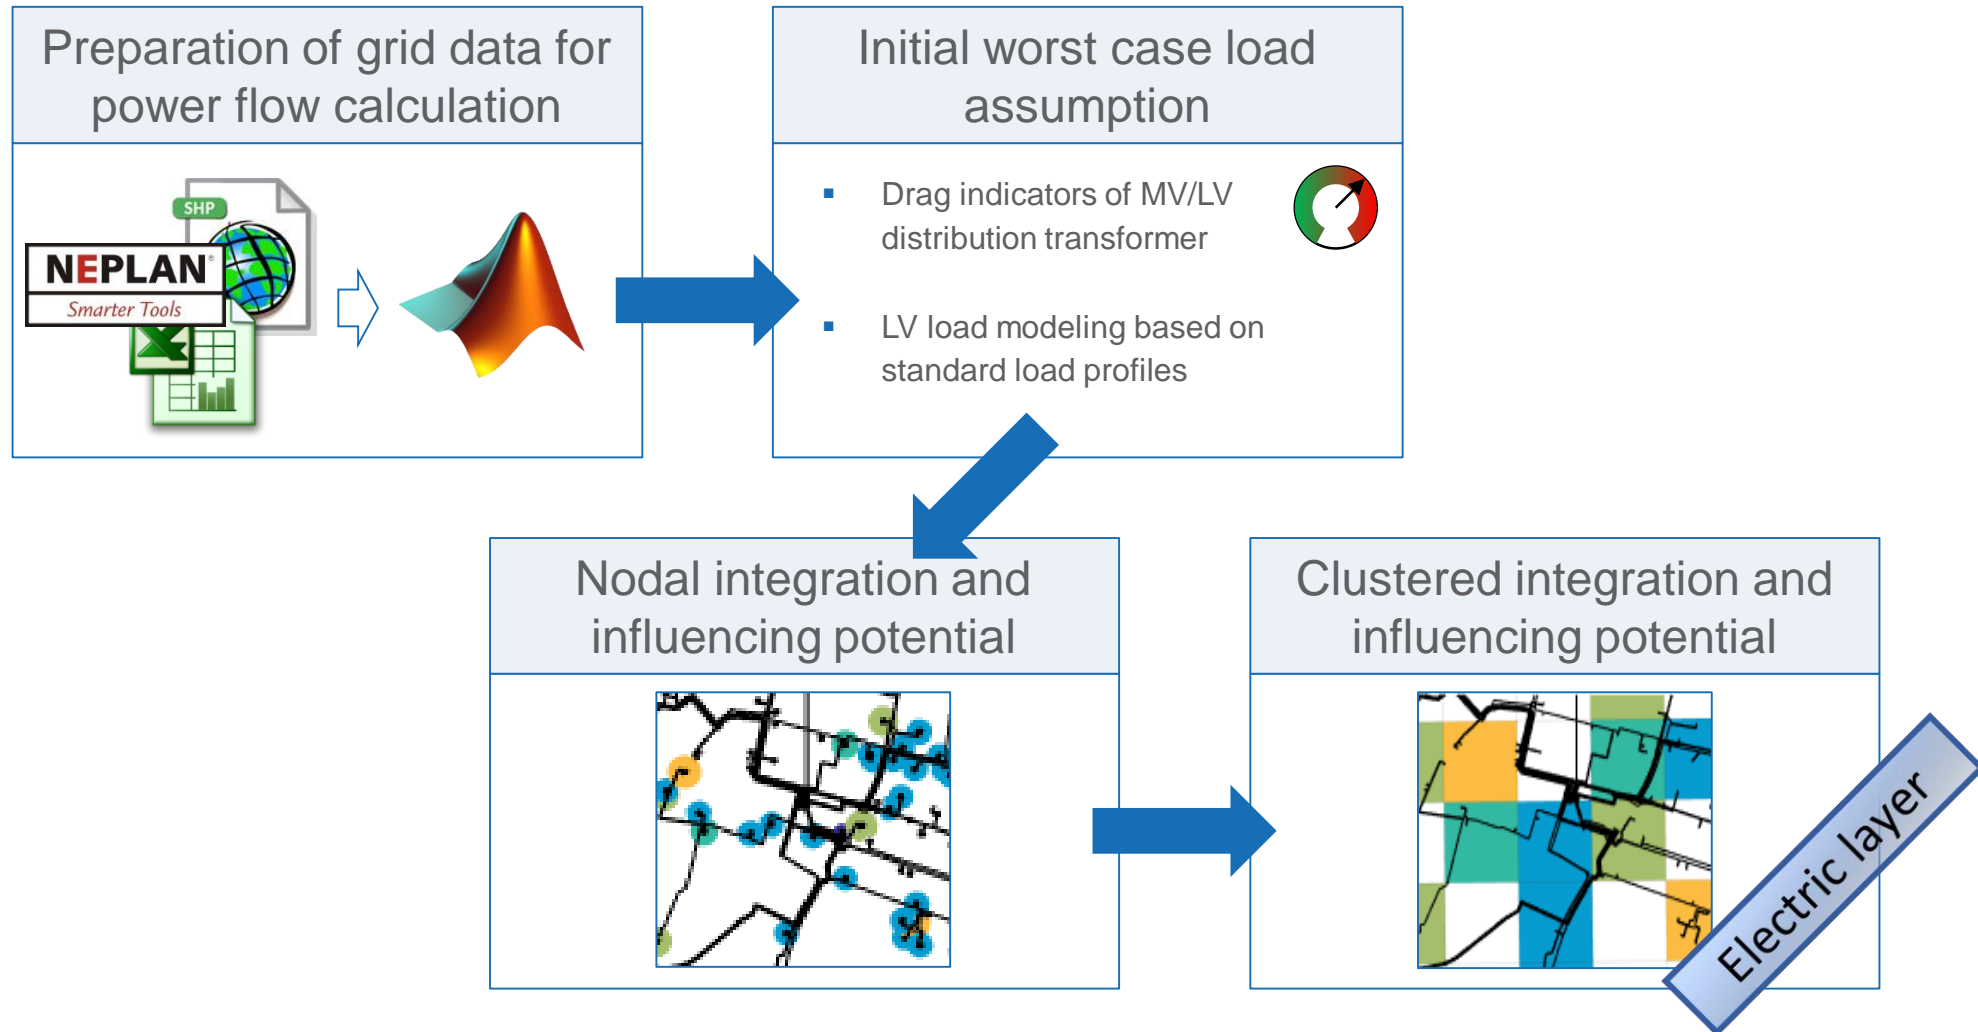 Preparation of grid data for
power flow calculation
SHP
NEPLAN®
Smarter Tools
Initial worst case load
assumption
▪ Drag indicators of MV/LV
distribution transformer
▪ LV load modeling based on
standard load profiles
Nodal integration and
influencing potential
Clustered integration and
influencing potential
Electric layer